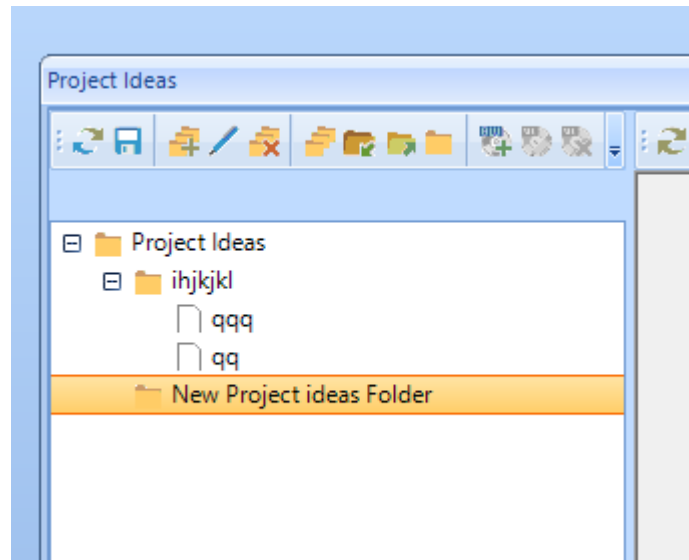 Project Ideas
Project Ideas
ihjkjkl
qqq
qq
New Project ideas Folder